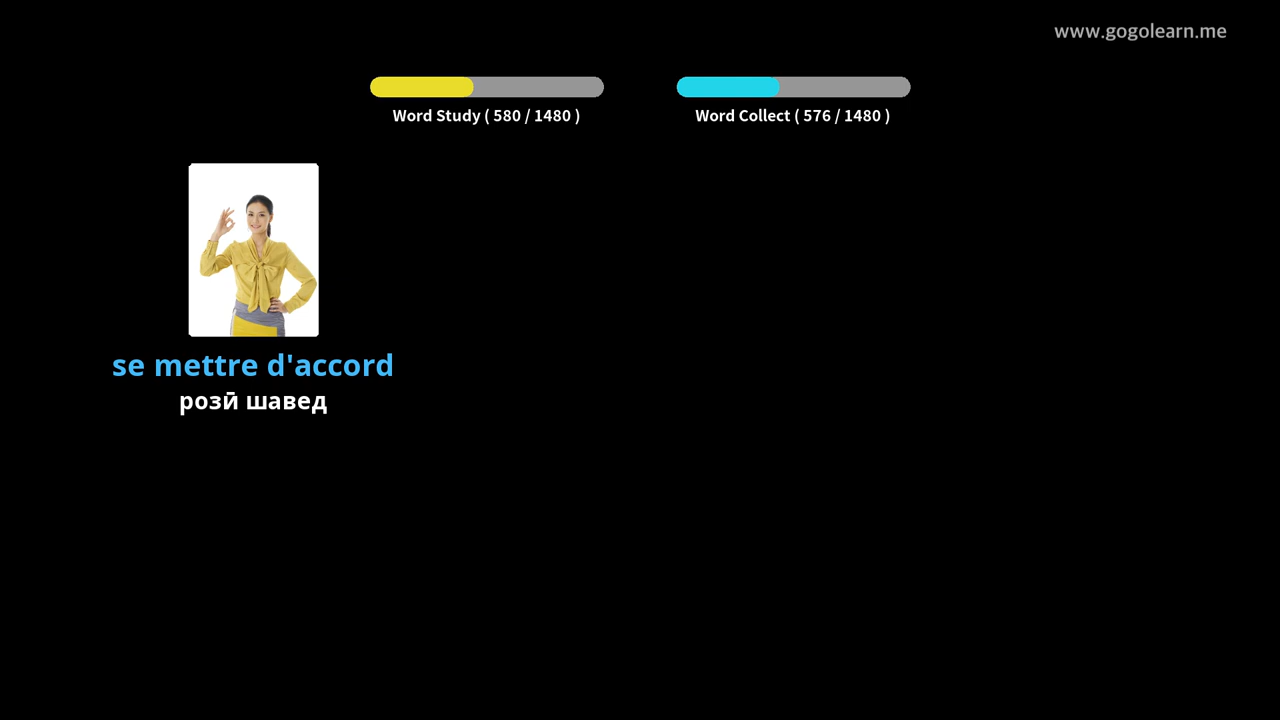 www.gogolearn.me
Word Study ( 580 / 1480 )
Word Collect ( 576 / 1480 )
se mettre d'accord
розӣ шавед